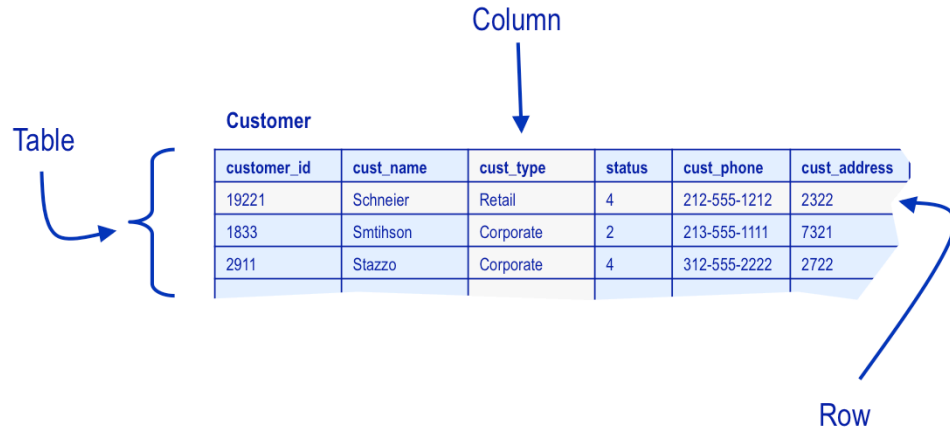 Column
Customer
Table
customer_id cust_name cust_type status cust_phone cust_address
19221 Schneier Retail 4 212-555-1212 2322
1833 Smtihson Corporate 2 213-555-1111 7321
2911 Stazzo Corporate 4 312-555-2222 2722
Row